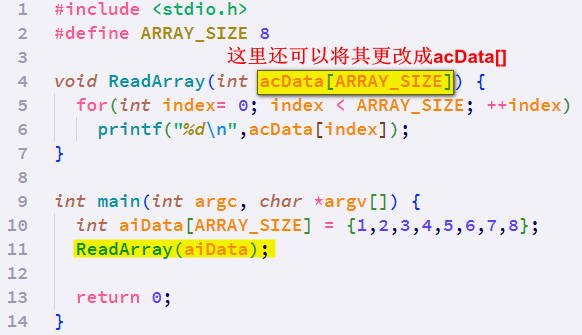 1 #include <stdio.h>
2 #define ARRAY_SIZE 8
3 这里还可以将其更改成acData[]
4 void ReadArray(int acData[ARRAY_SIZE]) {
5 for(int index= 0; index < ARRAY_SIZE; ++index)
6 printf("%d\n",acData[index]);
7 }
8
9 int main(int argc, char *argv[]) {
10 int aiData[ARRAY_SIZE] = {1,2,3,4,5,6,7,8};
11 ReadArray(aiData);
12
13 return 0;
14 }